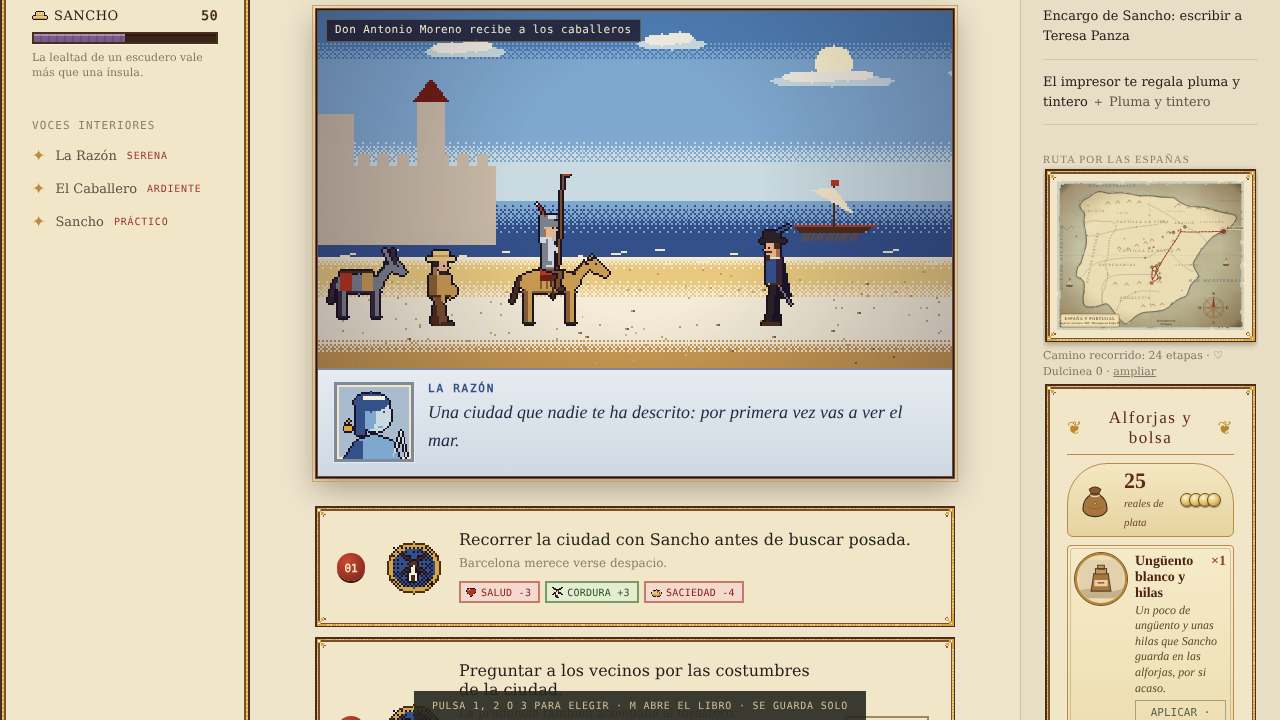 SANCHO 50
La lealtad de un escudero vale
más que una ínsula.
VOCES INTERIORES
La Razón SERENA
El Caballero ARDIENTE
Sancho PRÁCTICO
Don Antonio Moreno recibe a los caballeros
LA RAZÓN
Una ciudad que nadie te ha descrito: por primera vez vas a ver el
mar.
01
Recorrer la ciudad con Sancho antes de buscar posada.
Barcelona merece verse despacio.
SALUD -3 CORDURA +3 SACIEDAD -4
Preguntar a los vecinos por las costumbres
de la ciudad.
PULSA 1, 2 O 3 PARA ELEGIR · M ABRE EL LIBRO · SE GUARDA SOLO
Encargo de Sancho: escribir a
Teresa Panza
El impresor te regala pluma y
tintero + Pluma y tintero
RUTA POR LAS ESPAÑAS
Camino recorrido: 24 etapas · ♡
Dulcinea 0 · ampliar
Alforjas y
bolsa
25
reales de
plata
Ungüento ×1
blanco y
hilas
Un poco de
ungüento y unas
hilas que Sancho
guarda en las
alforjas, por si
acaso.
APLICAR ·